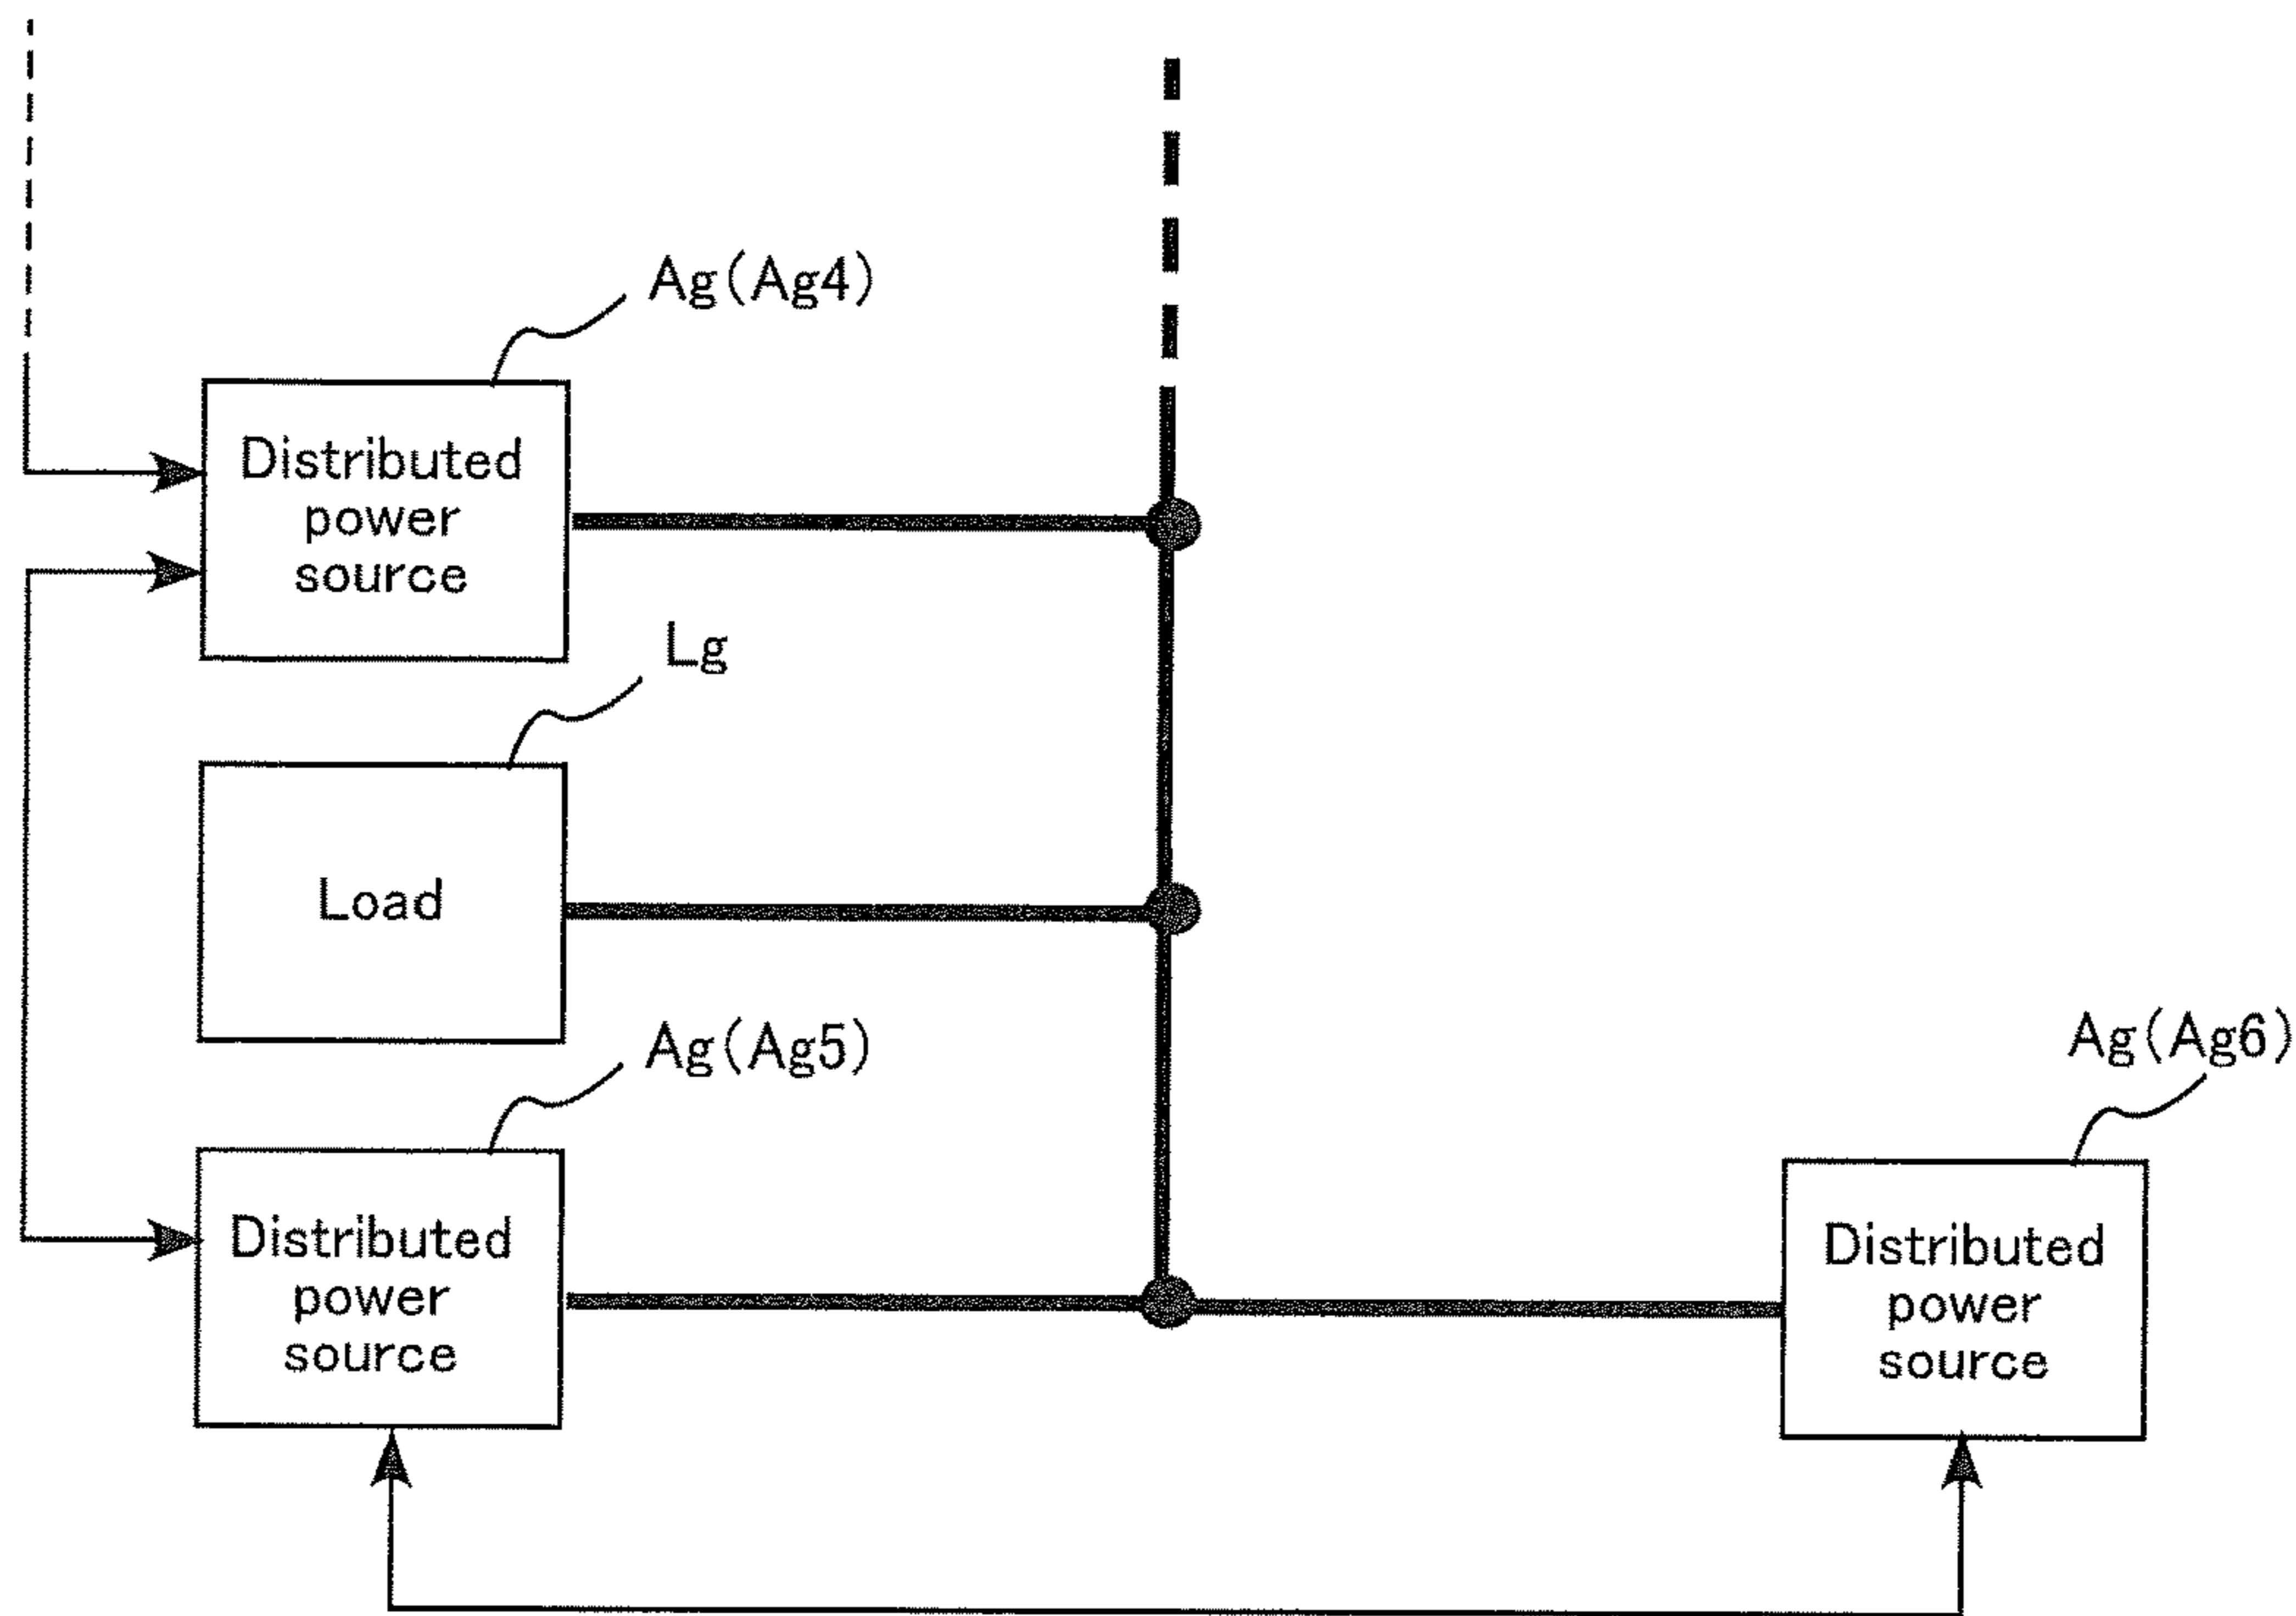 Ag(Ag4)
Distributed
power
source
Lg
Load
Ag(Ag5)
Distributed
power
source
Ag(Ag6)
Distributed
power
source